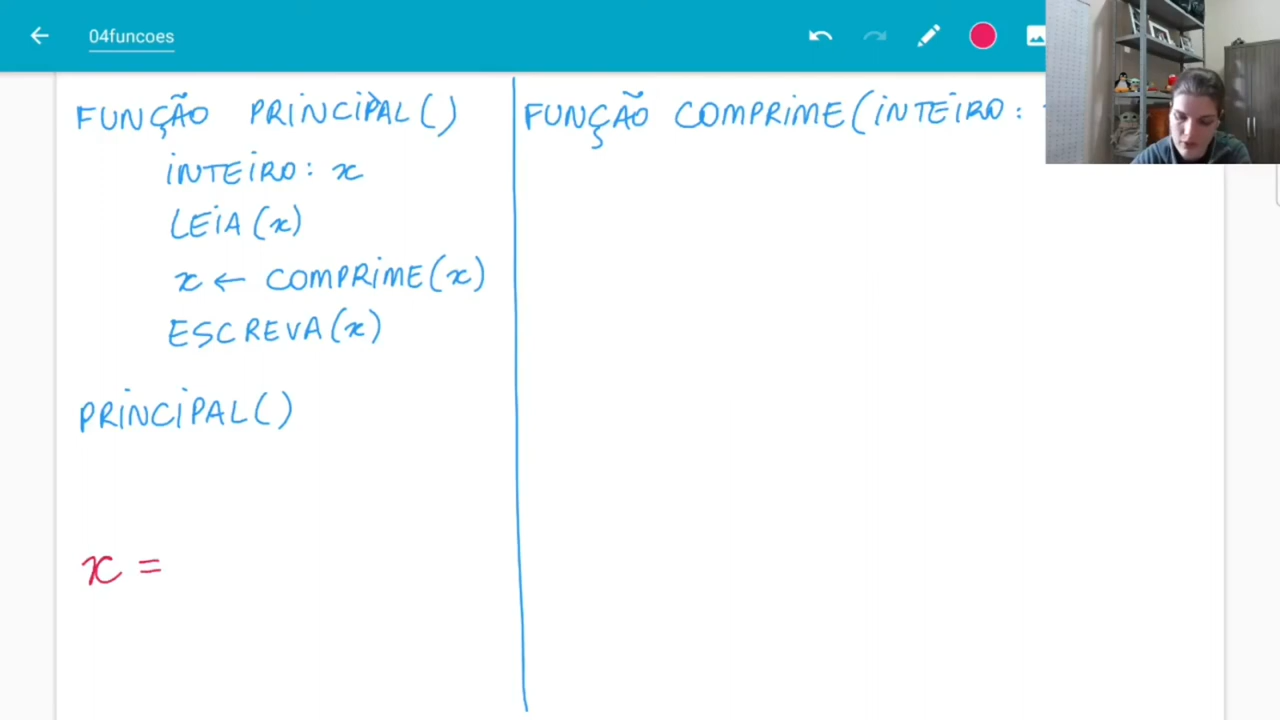 04funcoes
FUNÇÃO PRINCIPAL()
INTEIRO: x
LEIA(x)
x ← COMPRIME(x)
ESCREVA(x)
PRINCIPAL()
x =
FUNÇÃO COMPRIME(INTEIRO: